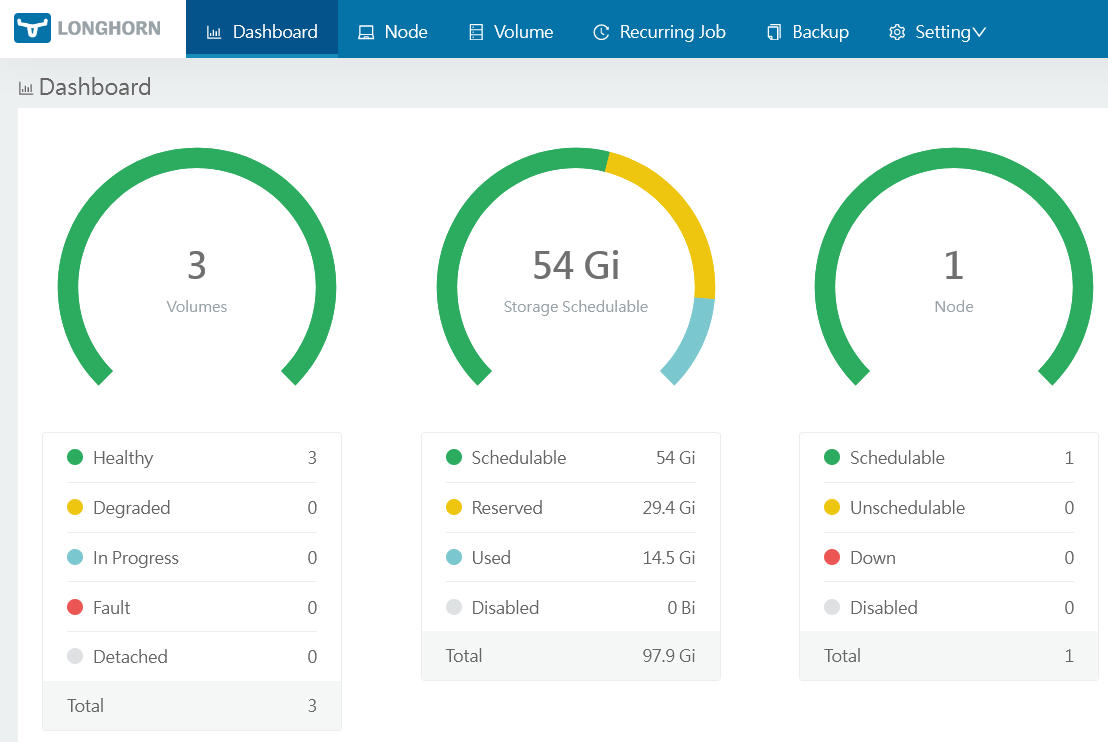 LONGHORN Dashboard Node Volume Recurring Job Backup Setting
Dashboard
3
Volumes
54 Gi
Storage Schedulable
1
Node
Healthy 3
Degraded 0
In Progress 0
Fault 0
Detached 0
Total 3
Schedulable 54 Gi
Reserved 29.4 Gi
Used 14.5 Gi
Disabled 0 Bi
Total 97.9 Gi
Schedulable 1
Unschedulable 0
Down 0
Disabled 0
Total 1